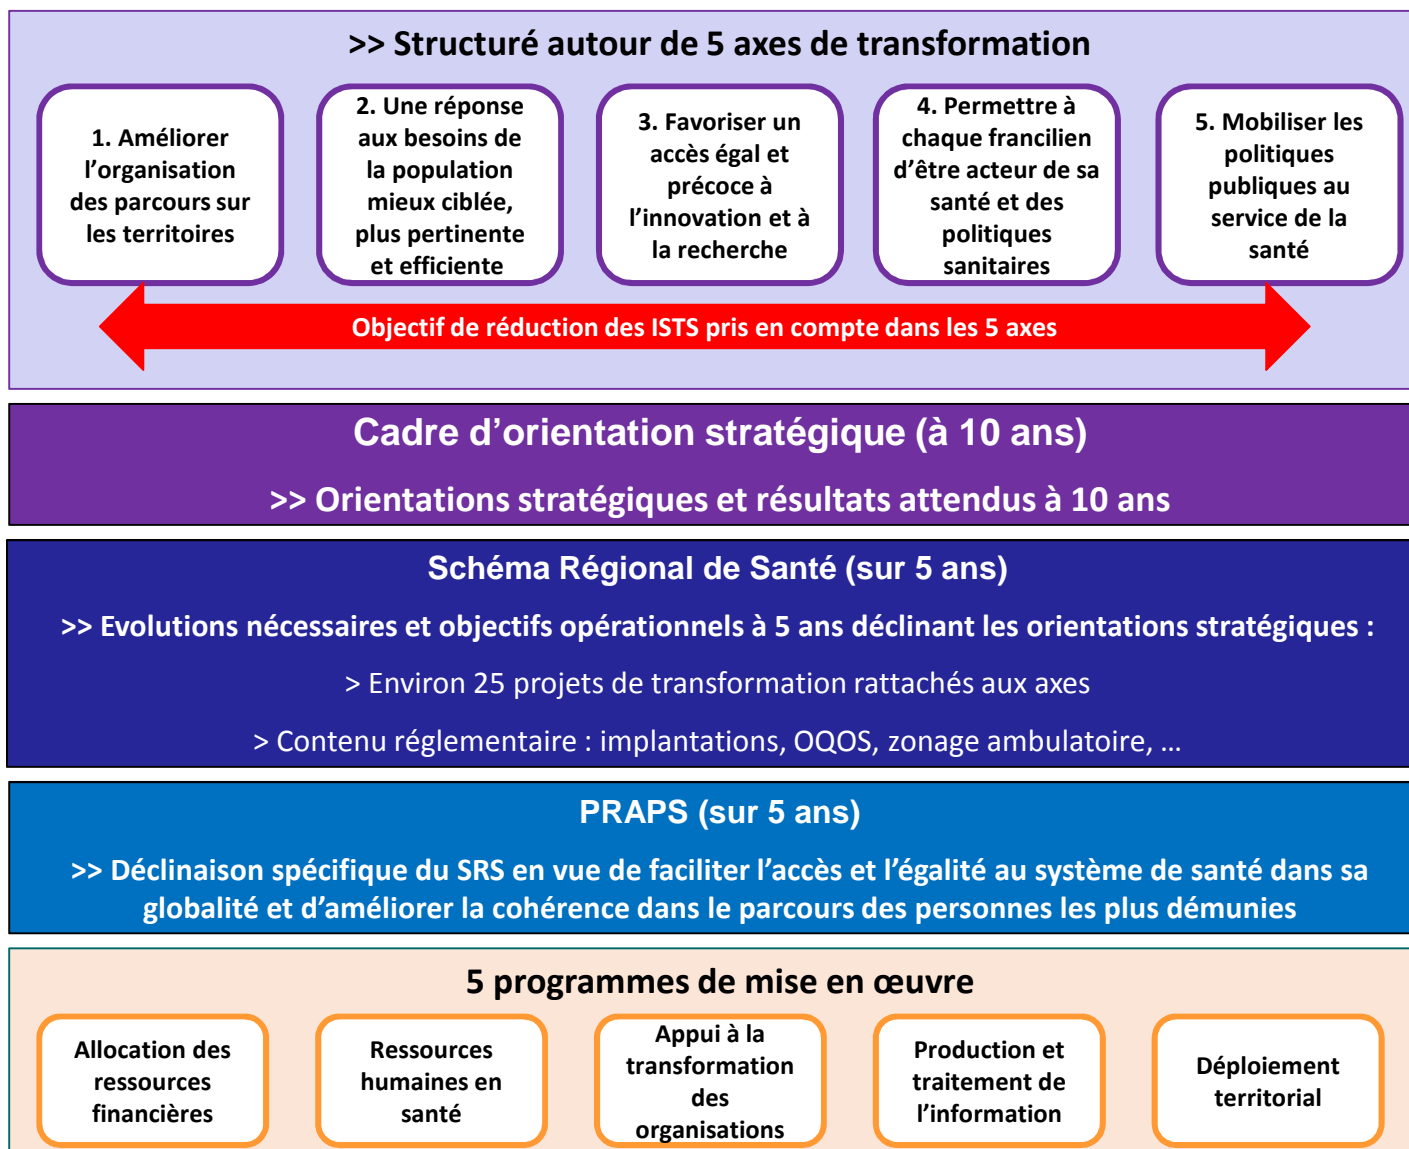 >> Structuré autour de 5 axes de transformation
1. Améliorer
l’organisation
des parcours sur
les territoires
2. Une réponse
aux besoins de
la population
mieux ciblée,
plus pertinente
et efficiente
3. Favoriser un
accès égal et
précoce à
l’innovation et à
la recherche
4. Permettre à
chaque francilien
d’être acteur de sa
santé et des
politiques
sanitaires
5. Mobiliser les
politiques
publiques au
service de la
santé
Objectif de réduction des ISTS pris en compte dans les 5 axes
Cadre d’orientation stratégique (à 10 ans)
>> Orientations stratégiques et résultats attendus à 10 ans
Schéma Régional de Santé (sur 5 ans)
>> Evolutions nécessaires et objectifs opérationnels à 5 ans déclinant les orientations stratégiques :
> Environ 25 projets de transformation rattachés aux axes
> Contenu réglementaire : implantations, OQOS, zonage ambulatoire, …
PRAPS (sur 5 ans)
>> Déclinaison spécifique du SRS en vue de faciliter l’accès et l’égalité au système de santé dans sa
globalité et d’améliorer la cohérence dans le parcours des personnes les plus démunies
5 programmes de mise en œuvre
Allocation des
ressources
financières
Ressources
humaines en
santé
Appui à la
transformation
des
organisations
Production et
traitement de
l’information
Déploiement
territorial